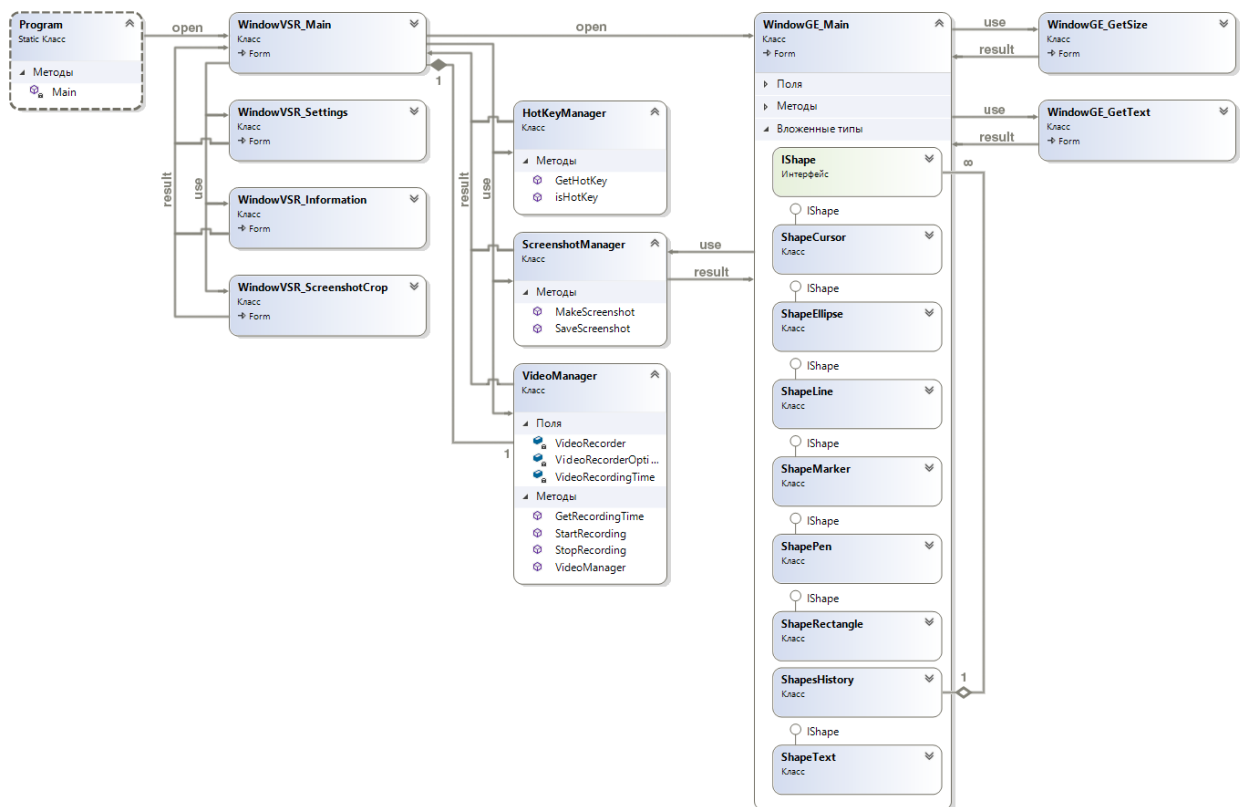 Program
Static Класс
Методы
Main
open
WindowVSR_Main
Класс
Form
WindowVSR_Settings
Класс
Form
WindowVSR_Information
Класс
Form
WindowVSR_ScreenshotCrop
Класс
Form
result
use
1
open
result
use
HotKeyManager
Класс
Методы
GetHotKey
isHotKey
ScreenshotManager
Класс
Методы
MakeScreenshot
SaveScreenshot
use
result
VideoManager
Класс
Поля
VideoRecorder
VideoRecorderOpti...
VideoRecordingTime
Методы
GetRecordingTime
StartRecording
StopRecording
VideoManager
1
WindowGE_Main
Класс
Form
Поля
Методы
Вложенные типы
IShape
Интерфейс
IShape
ShapeCursor
Класс
IShape
ShapeEllipse
Класс
IShape
ShapeLine
Класс
IShape
ShapeMarker
Класс
IShape
ShapePen
Класс
IShape
ShapeRectangle
Класс
ShapesHistory
Класс
IShape
ShapeText
Класс
∞
1
use
result
WindowGE_GetSize
Класс
Form
use
result
WindowGE_GetText
Класс
Form